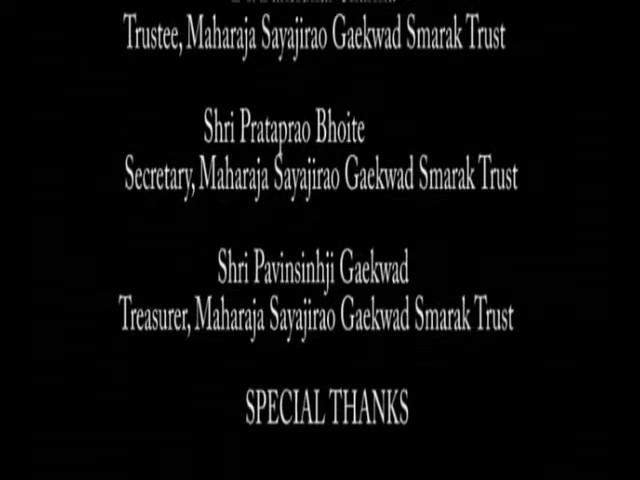 Trustee, Maharaja Sayajirao Gaekwad Smarak Trust
Shri Prataprao Bhoite
Secretary, Maharaja Sayajirao Gaekwad Smarak Trust
Shri Pavinsinhji Gaekwad
Treasurer, Maharaja Sayajirao Gaekwad Smarak Trust
SPECIAL THANKS